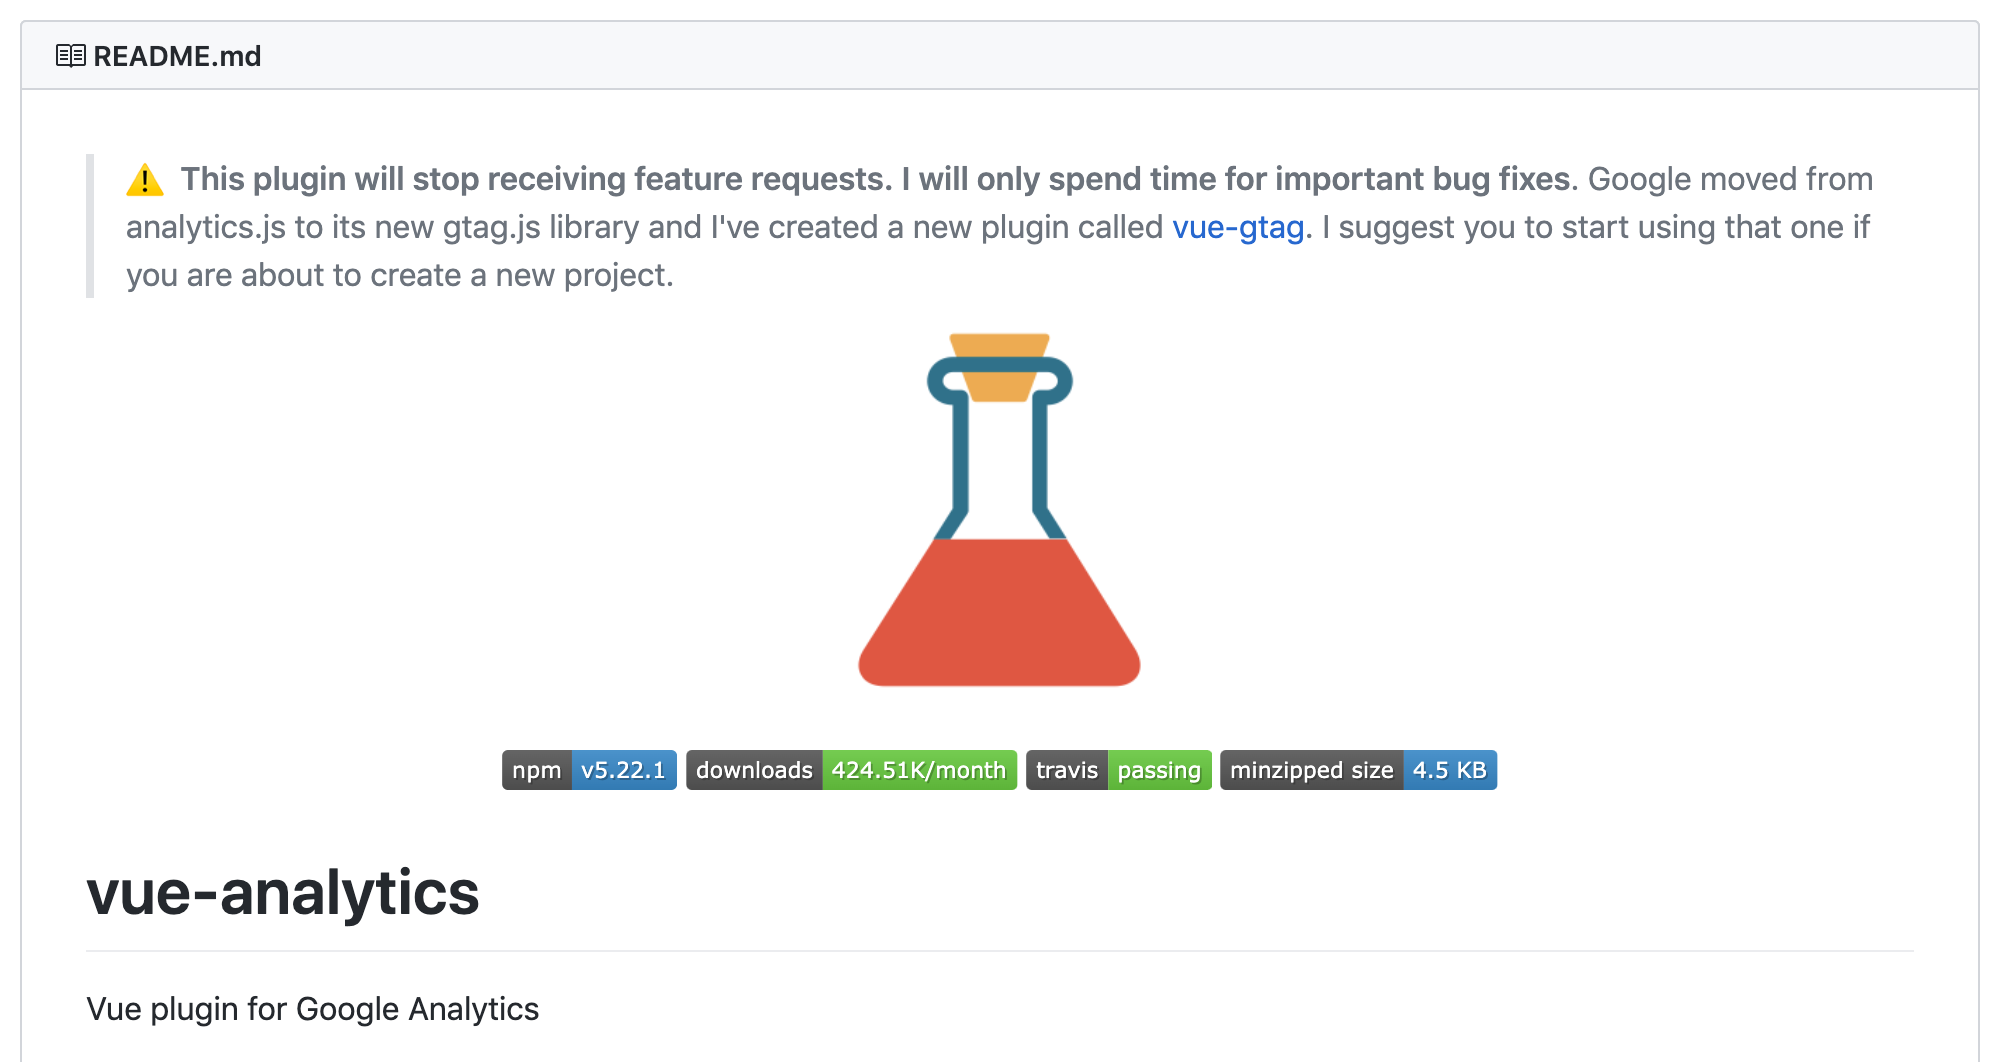 README.md
⚠️ This plugin will stop receiving feature requests. I will only spend time for important bug fixes. Google moved from
analytics.js to its new gtag.js library and I've created a new plugin called vue-gtag. I suggest you to start using that one if
you are about to create a new project.
npm v5.22.1 downloads 424.51K/month travis passing minzipped size 4.5 KB
vue-analytics
Vue plugin for Google Analytics